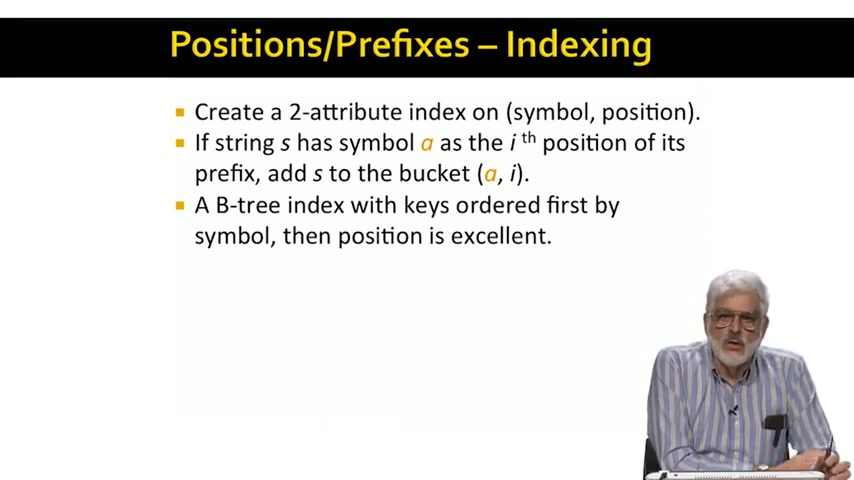 Positions/Prefixes – Indexing
Create a 2-attribute index on (symbol, position).
If string s has symbol a as the i th position of its
prefix, add s to the bucket (a, i).
A B-tree index with keys ordered first by
symbol, then position is excellent.